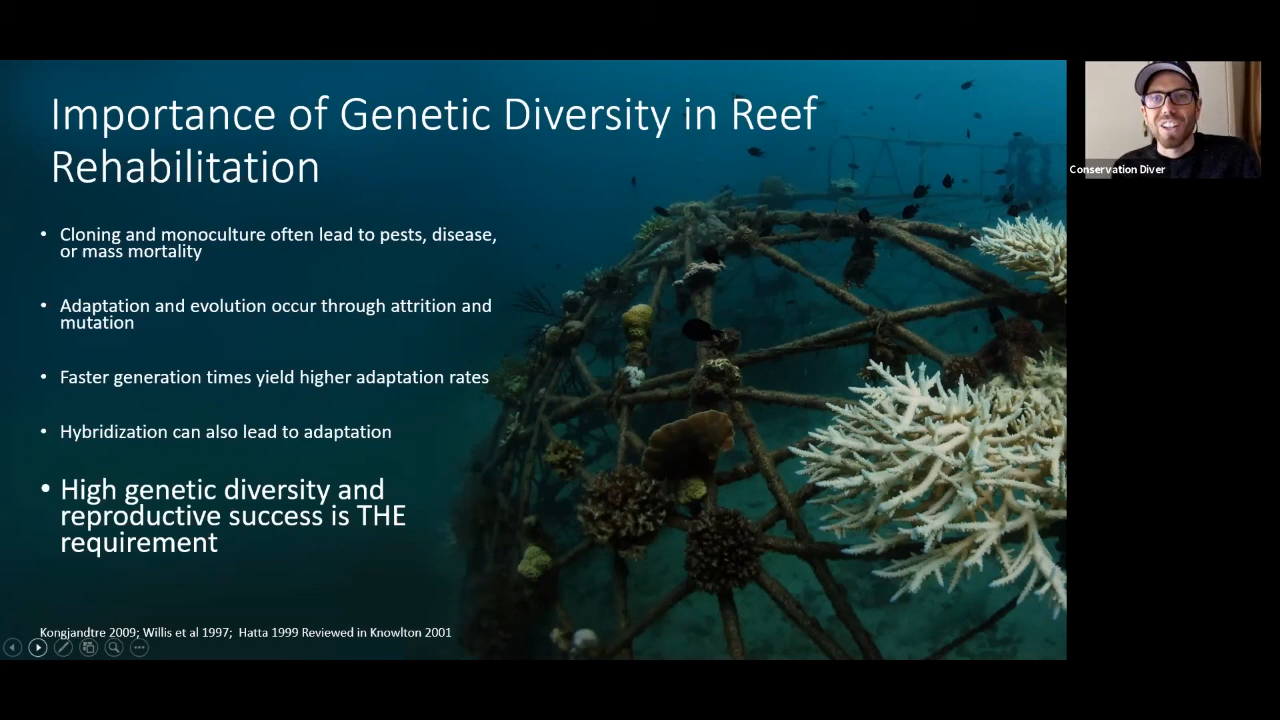 Importance of Genetic Diversity in Reef
Rehabilitation
• Cloning and monoculture often lead to pests, disease,
or mass mortality
• Adaptation and evolution occur through attrition and
mutation
• Faster generation times yield higher adaptation rates
• Hybridization can also lead to adaptation
• High genetic diversity and
reproductive success is THE
requirement
Kongjandtre 2009; Willis et al 1997; Hatta 1999 Reviewed in Knowlton 2001
Conservation Diver